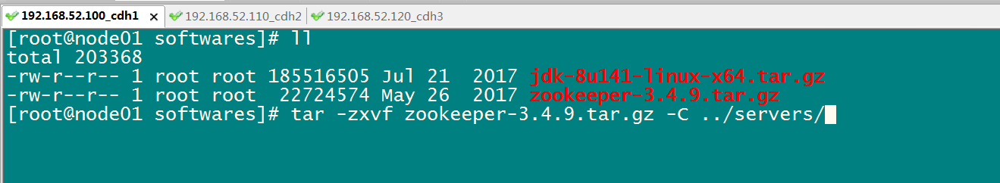 192.168.52.100_cdh1 × 192.168.52.110_cdh2 192.168.52.120_cdh3
[root@node01 softwares]# ll
total 203368
-rw-r--r-- 1 root root 185516505 Jul 21  2017 jdk-8u141-linux-x64.tar.gz
-rw-r--r-- 1 root root  22724574 May 26  2017 zookeeper-3.4.9.tar.gz
[root@node01 softwares]# tar -zxvf zookeeper-3.4.9.tar.gz -C ../servers/